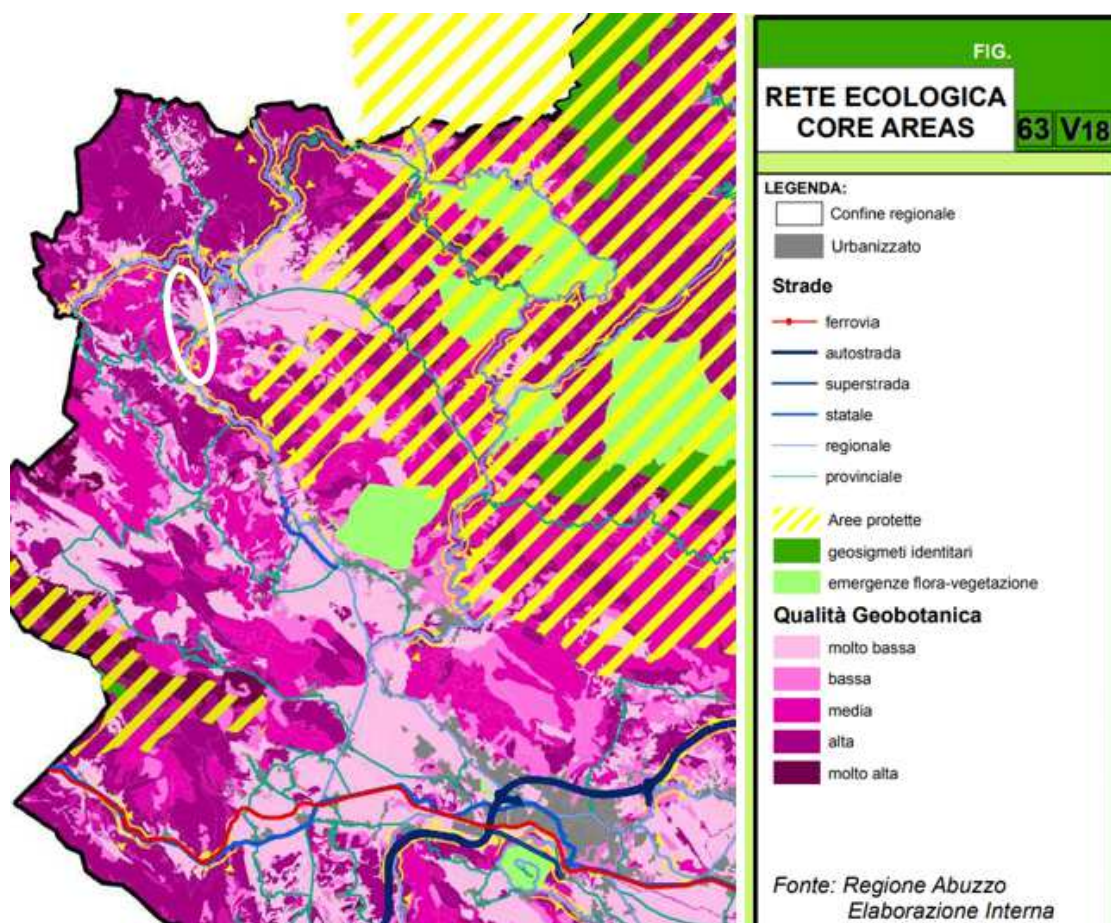 FIG.
RETE ECOLOGICA
CORE AREAS
63 V18
LEGENDA:
Confine regionale
Urbanizzato
Strade
ferrovia
autostrada
superstrada
statale
regionale
provinciale
Aree protette
geosigmeti identitari
emergenze flora-vegetazione
Qualità Geobotanica
molto bassa
bassa
media
alta
molto alta
Fonte: Regione Abuzzo
Elaborazione Interna